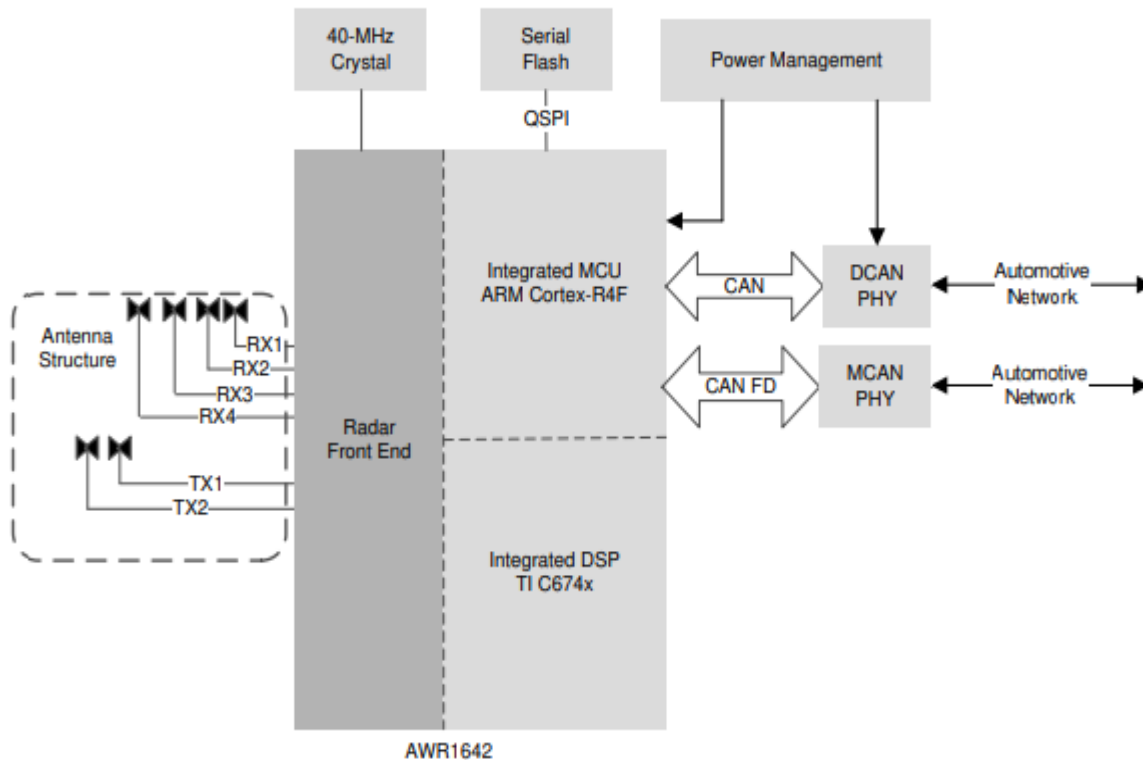 40-MHz
Crystal
Serial
Flash
Power Management
QSPI
Integrated MCU
ARM Cortex-R4F
CAN
DCAN
PHY
Automotive
Network
Antenna
Structure
RX1
RX2
RX3
RX4
CAN FD
MCAN
PHY
Automotive
Network
Radar
Front End
TX1
TX2
Integrated DSP
TI C674x
AWR1642